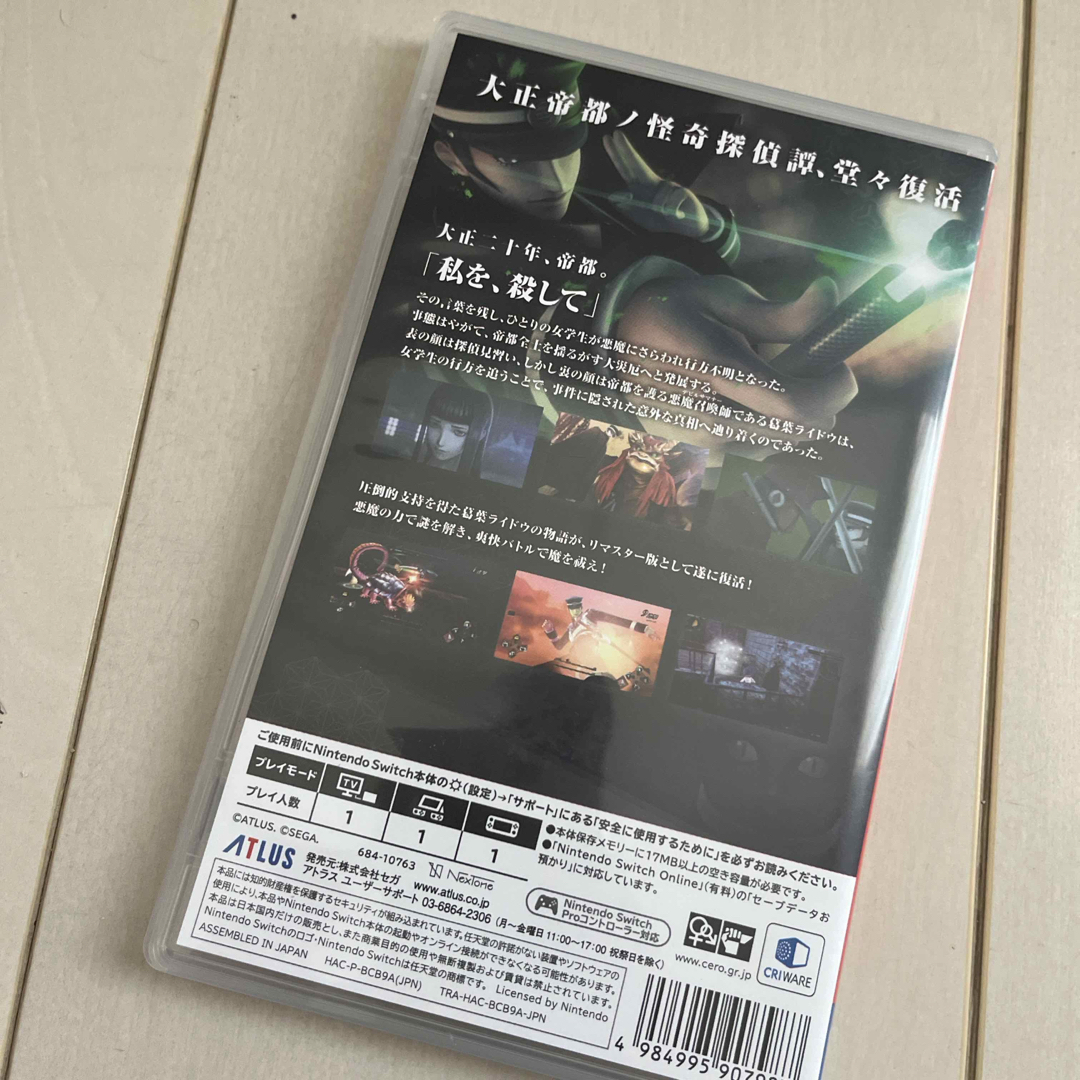 大正帝都ノ怪奇探偵譚、堂々復活
大正二十年、帝都。
「私を、殺して」
その言葉を残し、ひとりの女学生が悪魔にさらわれ行方不明となった。
事態はやがて、帝都全土を揺るがす大災厄へと発展する。
表の顔は探偵見習い、しかし裏の顔は帝都を護る悪魔召喚師である葛葉ライドウは、
女学生の行方を追うことで、事件に隠された意外な真相へ辿り着くのであった。
圧倒的支持を得た葛葉ライドウの物語が、リマスター版として遂に復活!
悪魔の力で謎を解き、爽快バトルで魔を祓え!
ご使用前にNintendo Switch本体の(設定)→「サポート」にある「安全に使用するために」を必ずお読みください。
プレイモード TV
プレイ人数 1 1 1
●本体保存メモリーに17MB以上の空き容量が必要です。
●「Nintendo Switch Online」(有料)の「セーブデータお
預かり」に対応しています。
©ATLUS. ©SEGA.
684-10763
ATLUS
NexTone
発売元:株式会社セガ www.atlus.co.jp
アトラス ユーザーサポート 03-6864-2306 (月~金曜日 11:00~17:00 祝祭日を除く)
Nintendo Switch
Proコントローラー対応
www.cero.gr.jp
CRIWARE
本品には知的財産権を保護するセキュリティが組み込まれています。任天堂の許諾がない装置やソフトウェアの
使用により、本品やNintendo Switch本体の起動やオンライン接続ができなくなる可能性があります。
本品は日本国内だけの販売とし、また商業目的の使用や無断複製および賃貸は禁止されています。
Nintendo Switchのロゴ・Nintendo Switchは任天堂の商標です。 Licensed by Nintendo
ASSEMBLED IN JAPAN HAC-P-BCB9A(JPN) TRA-HAC-BCB9A-JPN
4 984995 907